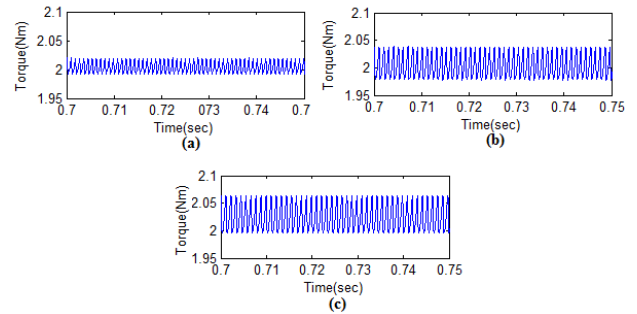 2.1
2.05
2
1.95
Torque(Nm)
0.7 0.71 0.72 0.73 0.74 0.7
Time(sec)
(a)
2.1
2.05
2
1.95
Torque(Nm)
0.7 0.71 0.72 0.73 0.74 0.75
Time(sec)
(b)
2.1
2.05
2
1.95
Torque(Nm)
0.7 0.71 0.72 0.73 0.74 0.75
Time(sec)
(c)